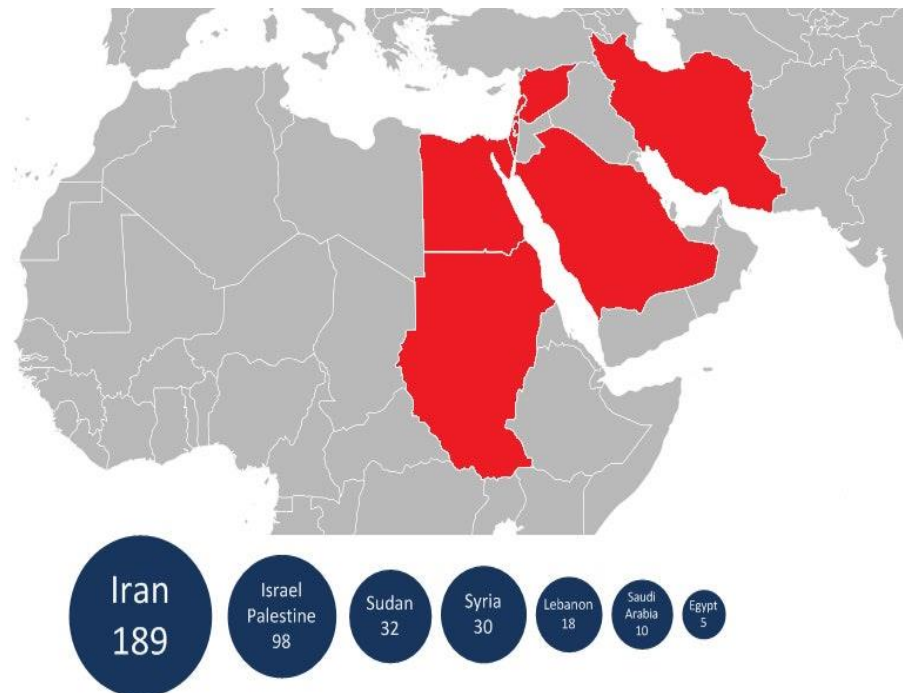 Iran
189
Israel
Palestine
98
Sudan
32
Syria
30
Lebanon
18
Saudi
Arabia
10
Egypt
5